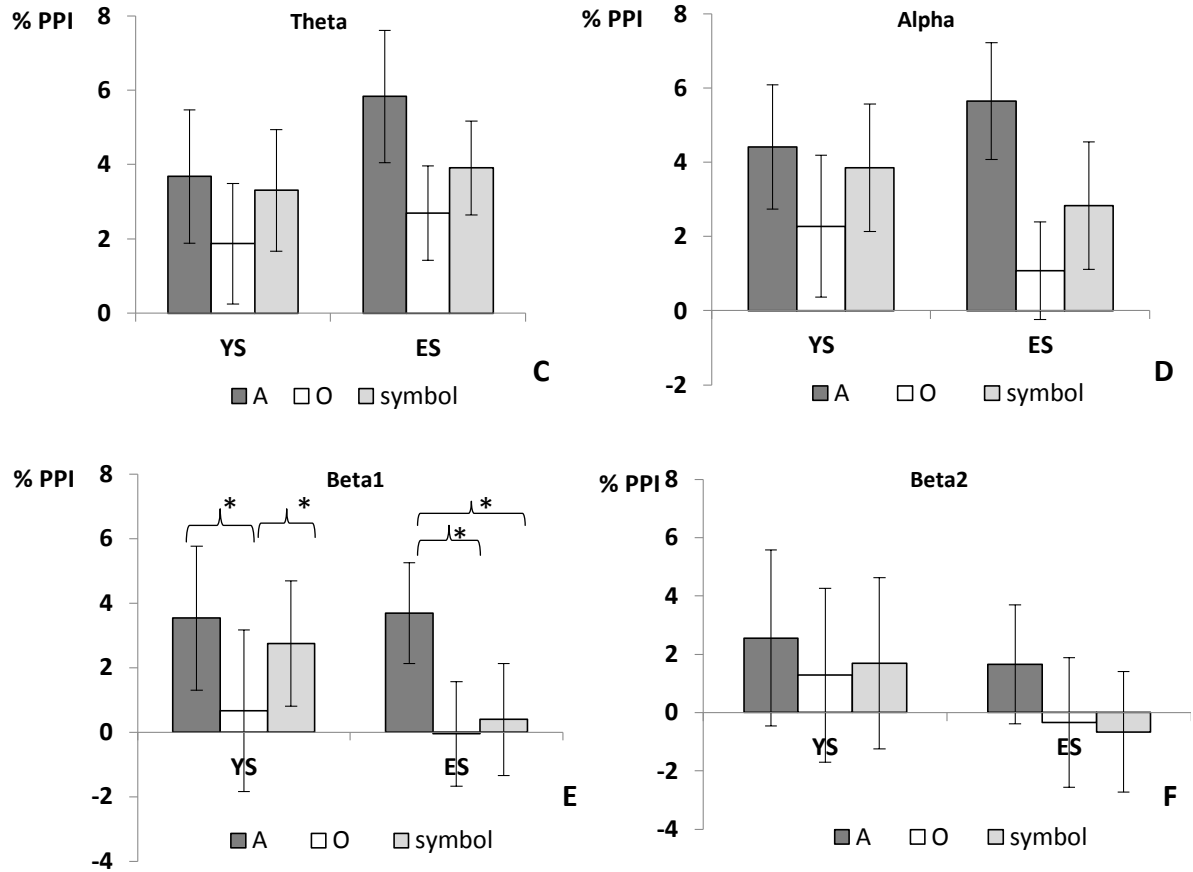 % PPI
Theta
8
6
4
2
0
YS ES
C
A O symbol
% PPI
Alpha
8
6
4
2
0
-2
YS ES
D
A O symbol
% PPI
Beta1
8
6
4
2
0
-2
-4
* * * *
YS ES
E
A O symbol
% PPI
Beta2
8
6
4
2
0
-2
-4
YS ES
F
A O symbol